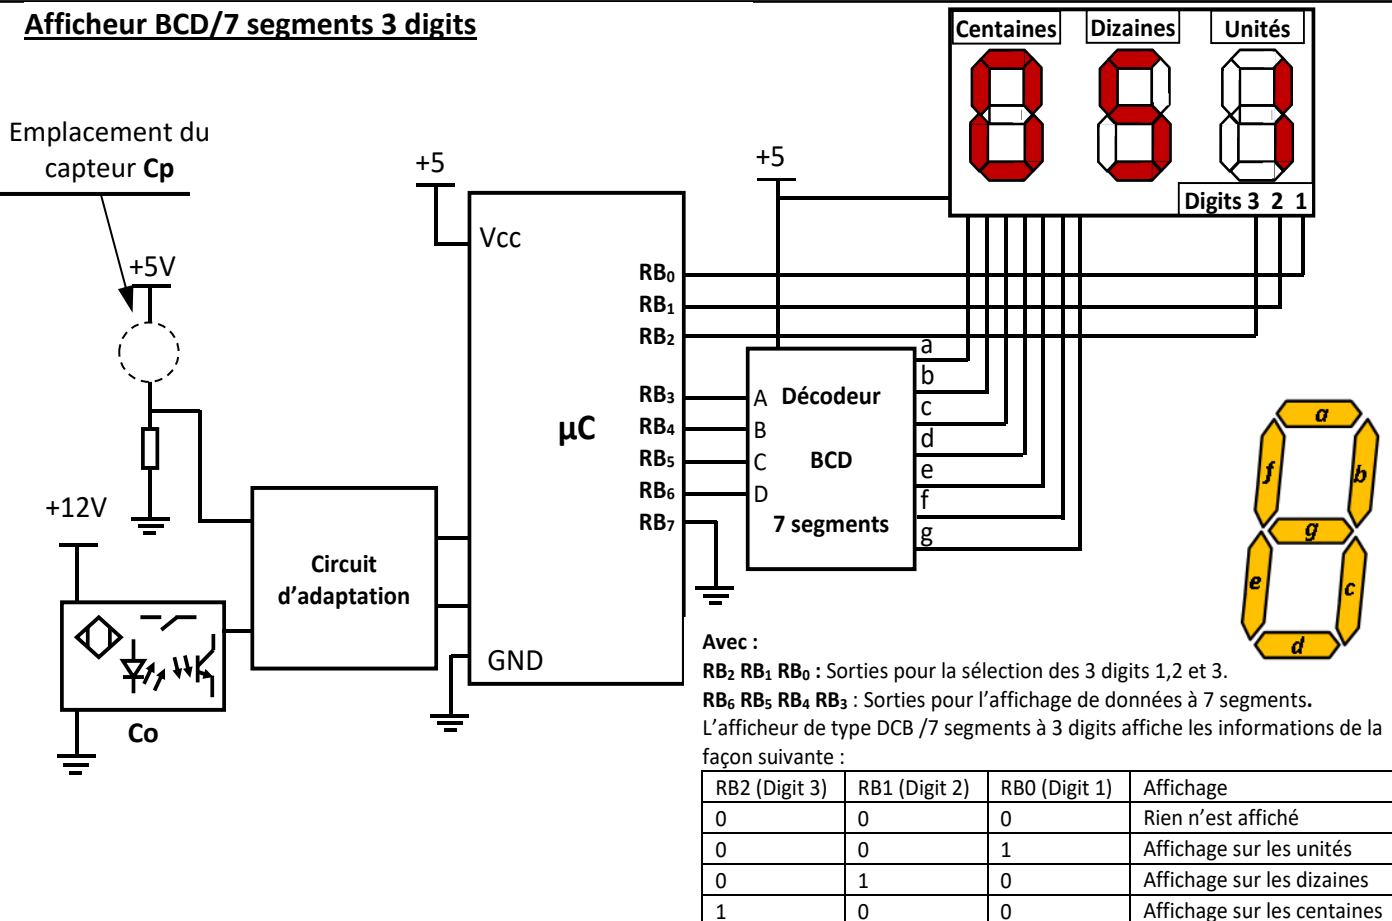 Afficheur BCD/7 segments 3 digits
Centaines Dizaines Unités
Digits 3 2 1
Emplacement du
capteur Cp
+5V
+5
+5
Vcc
µC
GND
RB0
RB1
RB2
RB3
RB4
RB5
RB6
RB7
A
B
C
D
Décodeur
BCD
7 segments
a
b
c
d
e
f
g
a
f
b
g
e
c
d
+12V
Circuit
d’adaptation
Co
Avec :
RB2 RB1 RB0 : Sorties pour la sélection des 3 digits 1,2 et 3.
RB6 RB5 RB4 RB3 : Sorties pour l’affichage de données à 7 segments.
L’afficheur de type DCB /7 segments à 3 digits affiche les informations de la
façon suivante :
RB2 (Digit 3) RB1 (Digit 2) RB0 (Digit 1) Affichage
0 0 0 Rien n’est affiché
0 0 1 Affichage sur les unités
0 1 0 Affichage sur les dizaines
1 0 0 Affichage sur les centaines